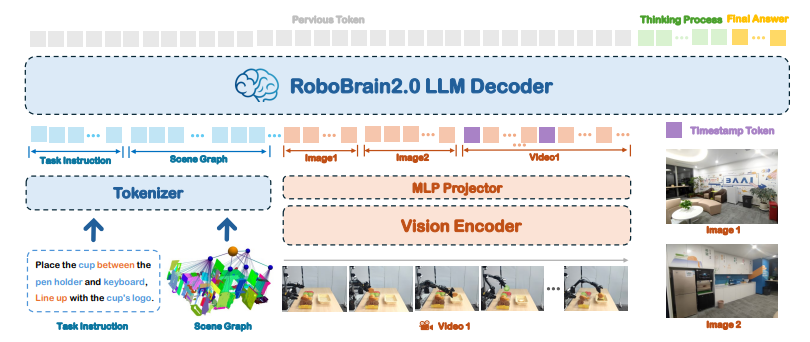 Pervious Token
Thinking Process
Final Answer
RoboBrain2.0 LLM Decoder
Timestamp Token
Task Instruction
Scene Graph
Image1
Image2
Video1
Tokenizer
MLP Projector
Vision Encoder
Image 1
Place the cup between the
pen holder and keyboard,
Line up with the cup's logo.
Task Instruction
Scene Graph
Video 1
Image 2